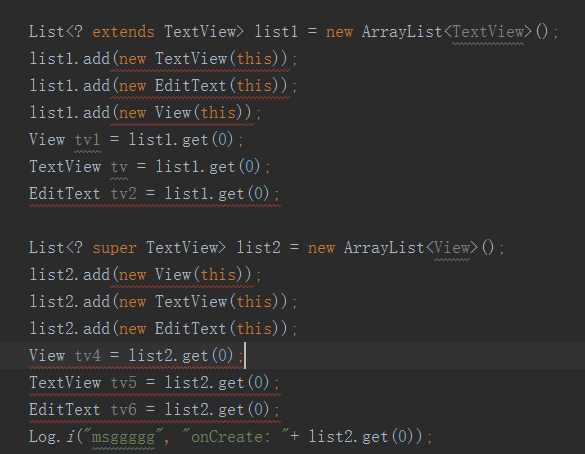 List<? extends TextView> list1 = new ArrayList<TextView>();
list1.add(new TextView(this));
list1.add(new EditText(this));
list1.add(new View(this));
View tv1 = list1.get(0);
TextView tv = list1.get(0);
EditText tv2 = list1.get(0);
List<? super TextView> list2 = new ArrayList<View>();
list2.add(new View(this));
list2.add(new TextView(this));
list2.add(new EditText(this));
View tv4 = list2.get(0);
TextView tv5 = list2.get(0);
EditText tv6 = list2.get(0);
Log.i("msggggg", "onCreate: "+ list2.get(0));